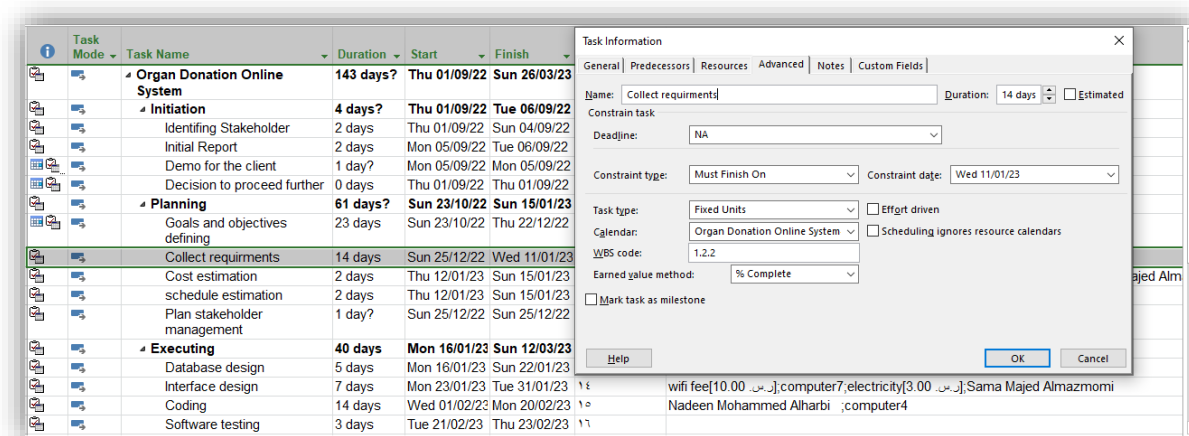 Task Mode Task Name Duration Start Finish
Organ Donation Online System 143 days? Thu 01/09/22 Sun 26/03/23
Initiation 4 days? Thu 01/09/22 Tue 06/09/22
Identifing Stakeholder 2 days Thu 01/09/22 Sun 04/09/22
Initial Report 2 days Mon 05/09/22 Tue 06/09/22
Demo for the client 1 day? Mon 05/09/22 Mon 05/09/22
Decision to proceed further 0 days Thu 01/09/22 Thu 01/09/22
Planning 61 days? Sun 23/10/22 Sun 15/01/23
Goals and objectives defining 23 days Sun 23/10/22 Thu 22/12/22
Collect requirments 14 days Sun 25/12/22 Wed 11/01/23
Cost estimation 2 days Thu 12/01/23 Sun 15/01/23
schedule estimation 2 days Thu 12/01/23 Sun 15/01/23
Plan stakeholder management 1 day? Sun 25/12/22 Sun 25/12/22
Executing 40 days Mon 16/01/23 Sun 12/03/23
Database design 5 days Mon 16/01/23 Sun 22/01/23
Interface design 7 days Mon 23/01/23 Tue 31/01/23 ١٤ wifi fee[ر.س. 10.00];computer7;electricity[ر.س. 3.00];Sama Majed Almazmomi
Coding 14 days Wed 01/02/23 Mon 20/02/23 ١٥ Nadeen Mohammed Alharbi ;computer4
Software testing 3 days Tue 21/02/23 Thu 23/02/23 ١٦
Task Information
General Predecessors Resources Advanced Notes Custom Fields
Name: Collect requirments Duration: 14 days Estimated
Constrain task
Deadline: NA
Constraint type: Must Finish On Constraint date: Wed 11/01/23
Task type: Fixed Units Effort driven
Calendar: Organ Donation Online System Scheduling ignores resource calendars
WBS code: 1.2.2
Earned value method: % Complete
Mark task as milestone
Help OK Cancel